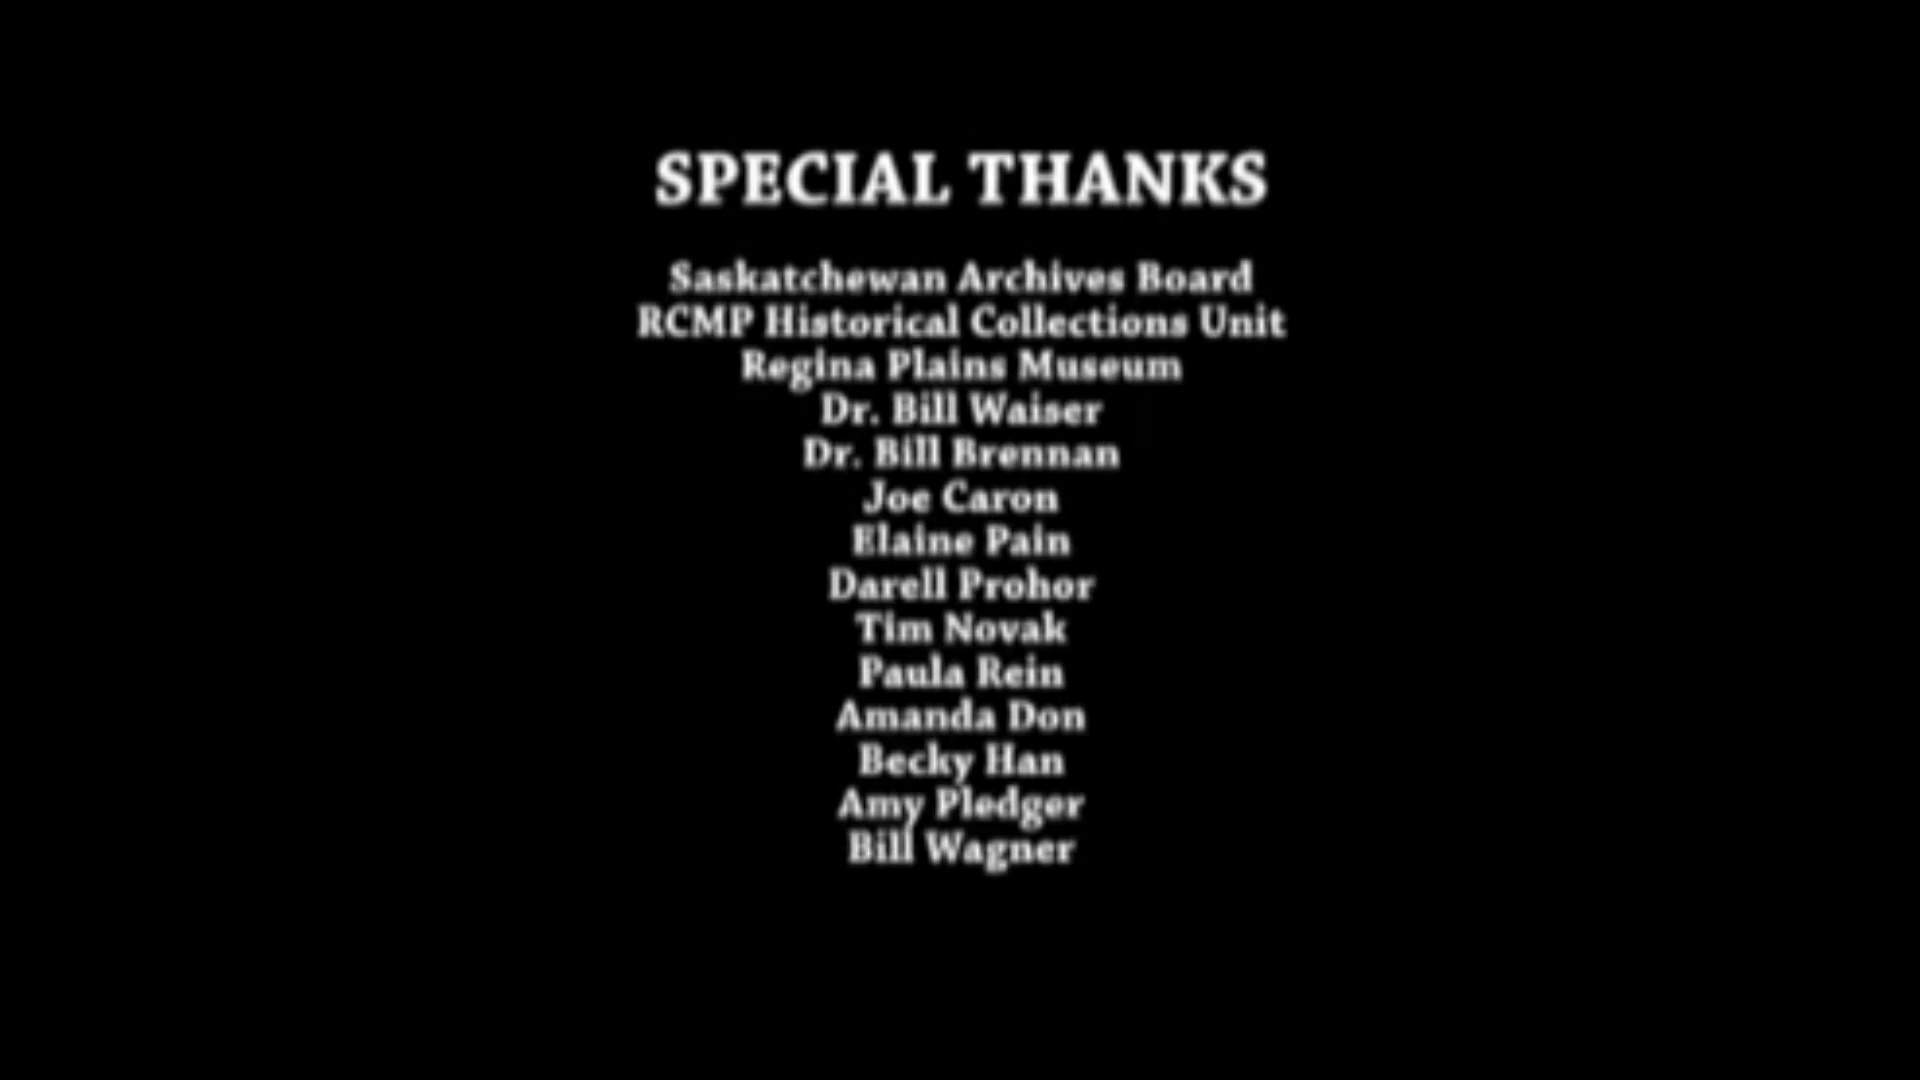 SPECIAL THANKS
Saskatchewan Archives Board
RCMP Historical Collections Unit
Regina Plains Museum
Dr. Bill Waiser
Dr. Bill Brennan
Joe Caron
Elaine Pain
Darell Prohor
Tim Novak
Paula Rein
Amanda Don
Becky Han
Amy Pledger
Bill Wagner